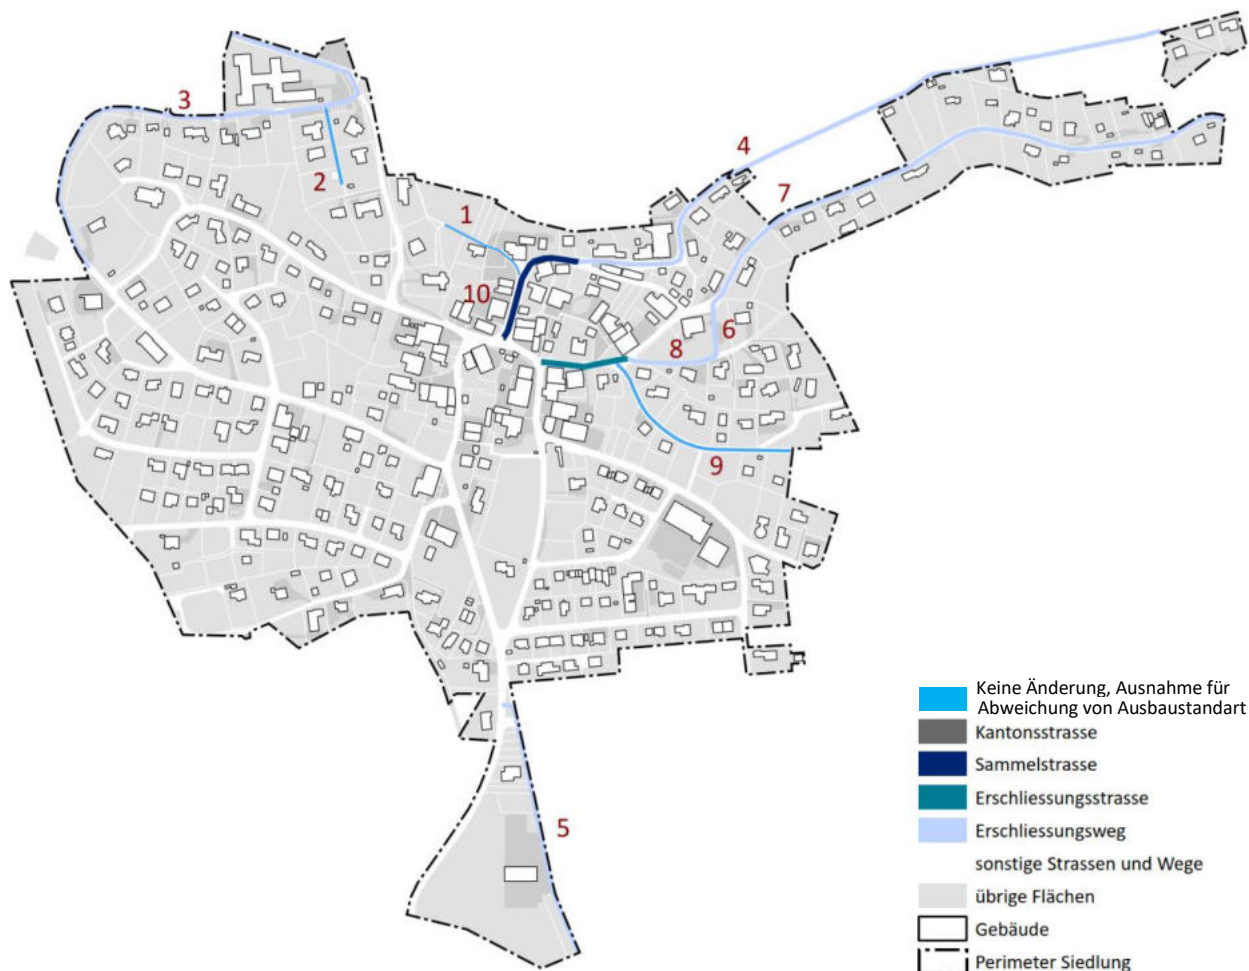 3
4
2
7
1
10
6
8
9
5
Keine Änderung, Ausnahme für
Abweichung von Ausbaustandart
Kantonsstrasse
Sammelstrasse
Erschliessungsstrasse
Erschliessungsweg
sonstige Strassen und Wege
übrige Flächen
Gebäude
Perimeter Siedlung